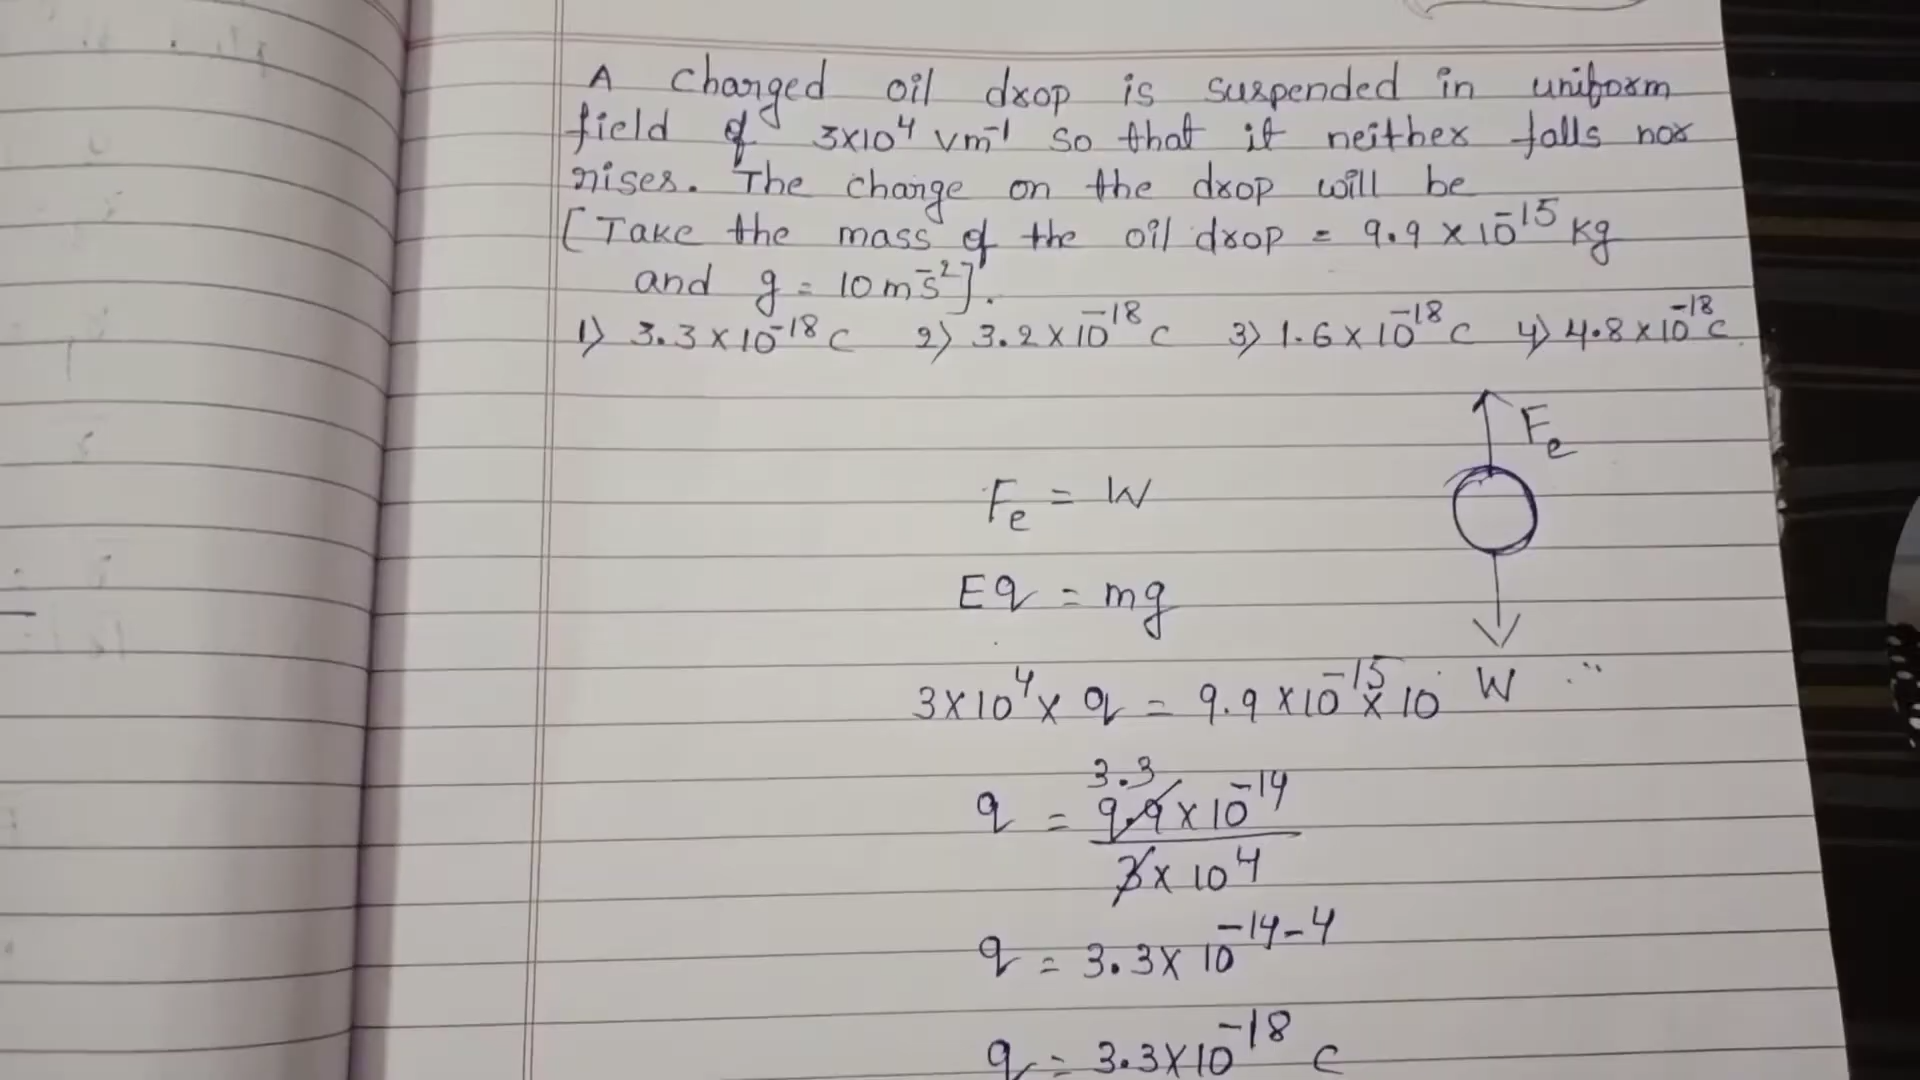 A charged oil drop is suspended in uniform
field of 3x10⁴ Vm⁻¹ so that it neither falls nor
rises. The charge on the drop will be
[Take the mass of the oil drop = 9.9 x 10⁻¹⁵ kg
and g = 10 ms⁻²].
1) 3.3 x 10⁻¹⁸ C 2) 3.2 x 10⁻¹⁸ C 3) 1.6 x 10⁻¹⁸ C 4) 4.8 x 10⁻¹⁸ C
Fe
Fe = W
Eq = mg
3x10⁴ x q = 9.9 x 10⁻¹⁵ x 10
W
3.3
q = 9.9 x 10⁻¹⁴
3 x 10⁴
q = 3.3 x 10⁻¹⁴⁻⁴
q = 3.3 x 10⁻¹⁸ C